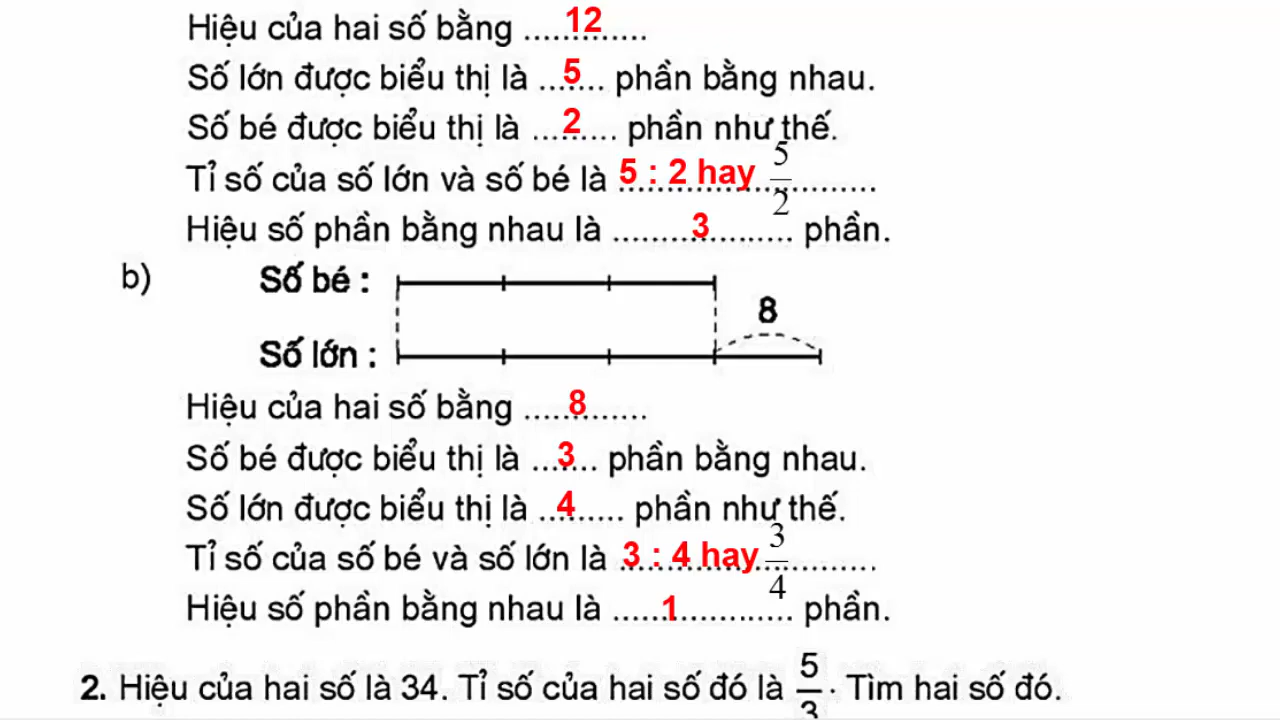 Hiệu của hai số bằng ....12.....
Số lớn được biểu thị là ...5.... phần bằng nhau.
Số bé được biểu thị là ...2.... phần như thế.
Tỉ số của số lớn và số bé là 5 : 2 hay 5/2
Hiệu số phần bằng nhau là .......3....... phần.
b) Số bé :
8
Số lớn :
Hiệu của hai số bằng ....8.....
Số bé được biểu thị là ...3... phần bằng nhau.
Số lớn được biểu thị là ...4.... phần như thế.
Tỉ số của số bé và số lớn là 3 : 4 hay 3/4
Hiệu số phần bằng nhau là .....1......... phần.
2. Hiệu của hai số là 34. Tỉ số của hai số đó là 5/3. Tìm hai số đó.